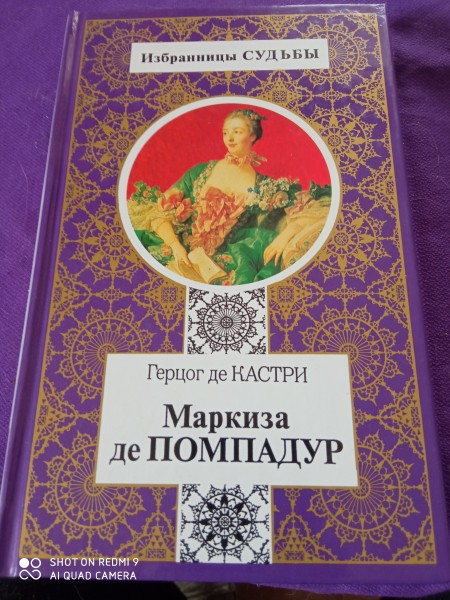 Избранницы СУДЬБЫ
Герцог де КАСТРИ
Маркиза
де ПОМПАДУР
SHOT ON REDMI 9
AI QUAD CAMERA